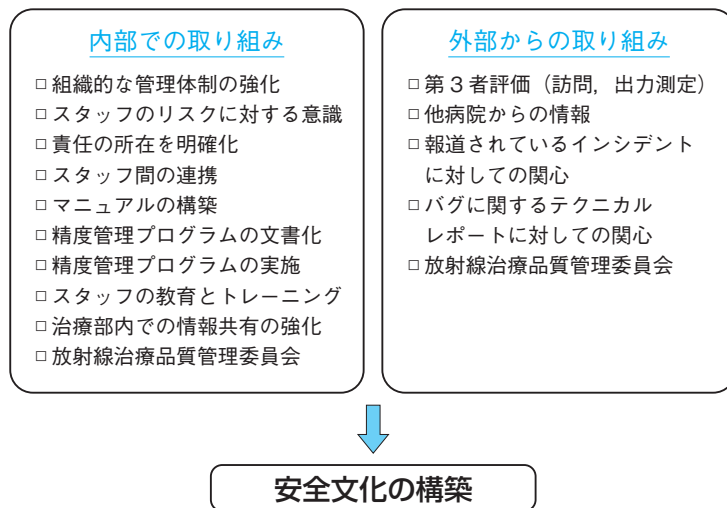 内部での取り組み
□ 組織的な管理体制の強化
□ スタッフのリスクに対する意識
□ 責任の所在を明確化
□ スタッフ間の連携
□ マニュアルの構築
□ 精度管理プログラムの文書化
□ 精度管理プログラムの実施
□ スタッフの教育とトレーニング
□ 治療部内での情報共有の強化
□ 放射線治療品質管理委員会
外部からの取り組み
□ 第3者評価（訪問，出力測定）
□ 他病院からの情報
□ 報道されているインシデント
に対しての関心
□ バグに関するテクニカル
レポートに対しての関心
□ 放射線治療品質管理委員会
安全文化の構築